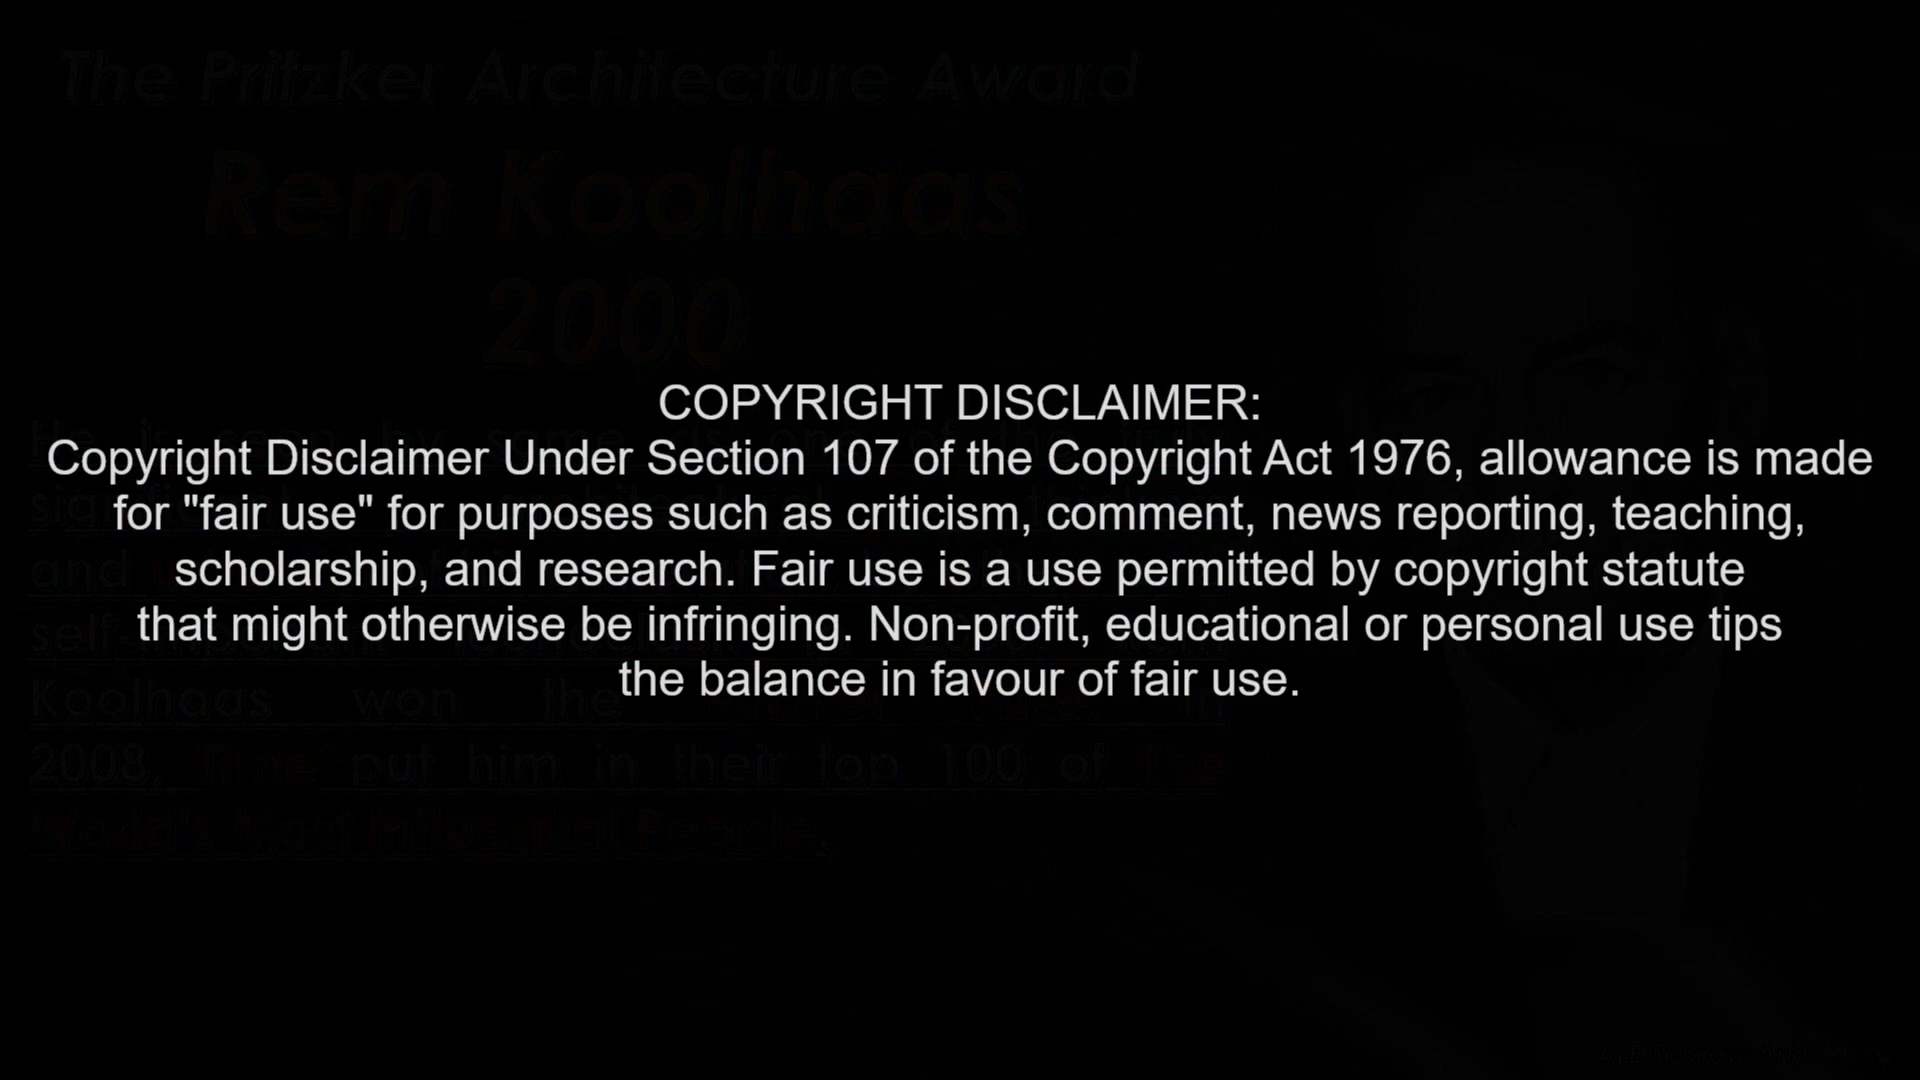 The Pritzker Architecture Award
Rem Koolhaas
2000
COPYRIGHT DISCLAIMER:
Copyright Disclaimer Under Section 107 of the Copyright Act 1976, allowance is made
for "fair use" for purposes such as criticism, comment, news reporting, teaching,
scholarship, and research. Fair use is a use permitted by copyright statute
that might otherwise be infringing. Non-profit, educational or personal use tips
the balance in favour of fair use.
Koolhaas won the
2008, Time put him in their top 100 of The
World's Most Influential People.